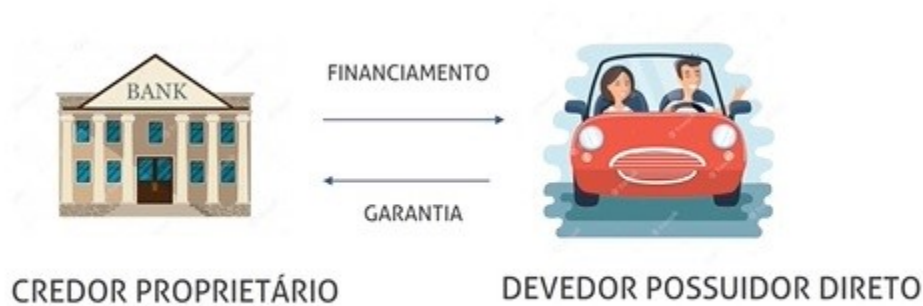 BANK
FINANCIAMENTO
GARANTIA
CREDOR PROPRIETÁRIO
DEVEDOR POSSUIDOR DIRETO